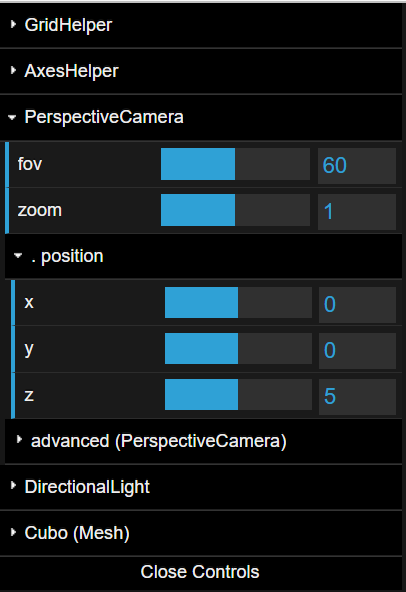 GridHelper
AxesHelper
PerspectiveCamera
fov 60
zoom 1
. position
x 0
y 0
z 5
advanced (PerspectiveCamera)
DirectionalLight
Cubo (Mesh)
Close Controls